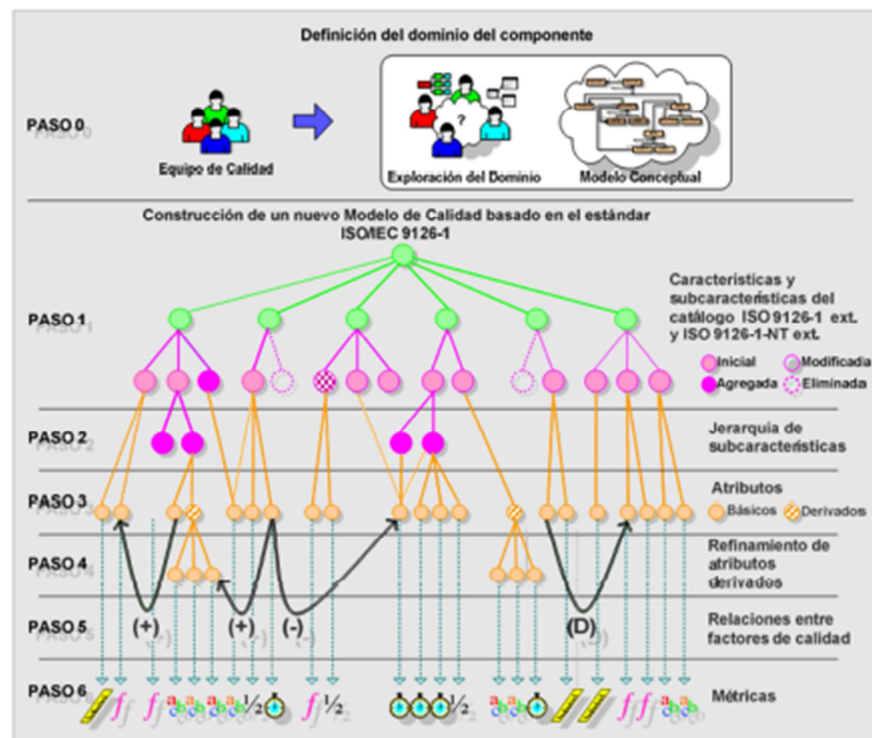 Definición del dominio del componente
PASO 0
?
Equipo de Calidad
Exploración del Dominio
Modelo Conceptual
Construcción de un nuevo Modelo de Calidad basado en el estándar
ISO/IEC 9126-1
PASO 1
Características y
subcaracterísticas del
catálogo ISO 9126-1 ext.
y ISO 9126-1-NT ext.
Inicial
Modificada
Agregada
Eliminada
PASO 2
Jerarquía de
subcaracterísticas
PASO 3
Atributos
Básicos
Derivados
PASO 4
Refinamiento de
atributos
derivados
PASO 5
(+)
(+)
(-)
(D)
Relaciones entre
factores de calidad
PASO 6
Métricas